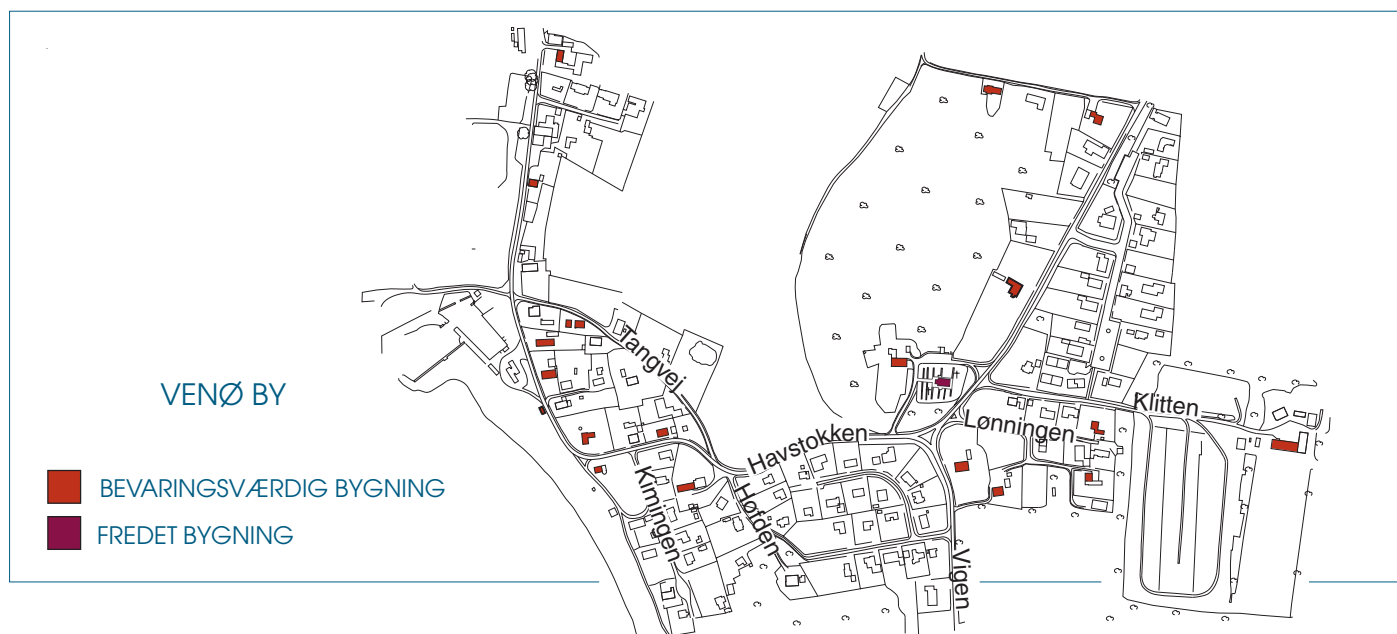 VENØ BY
BEVARINGSVÆRDIG BYGNING
FREDET BYGNING
Tangvej
Kimingen
Høfden
Havstokken
Lønningen
Klitten
Vigen